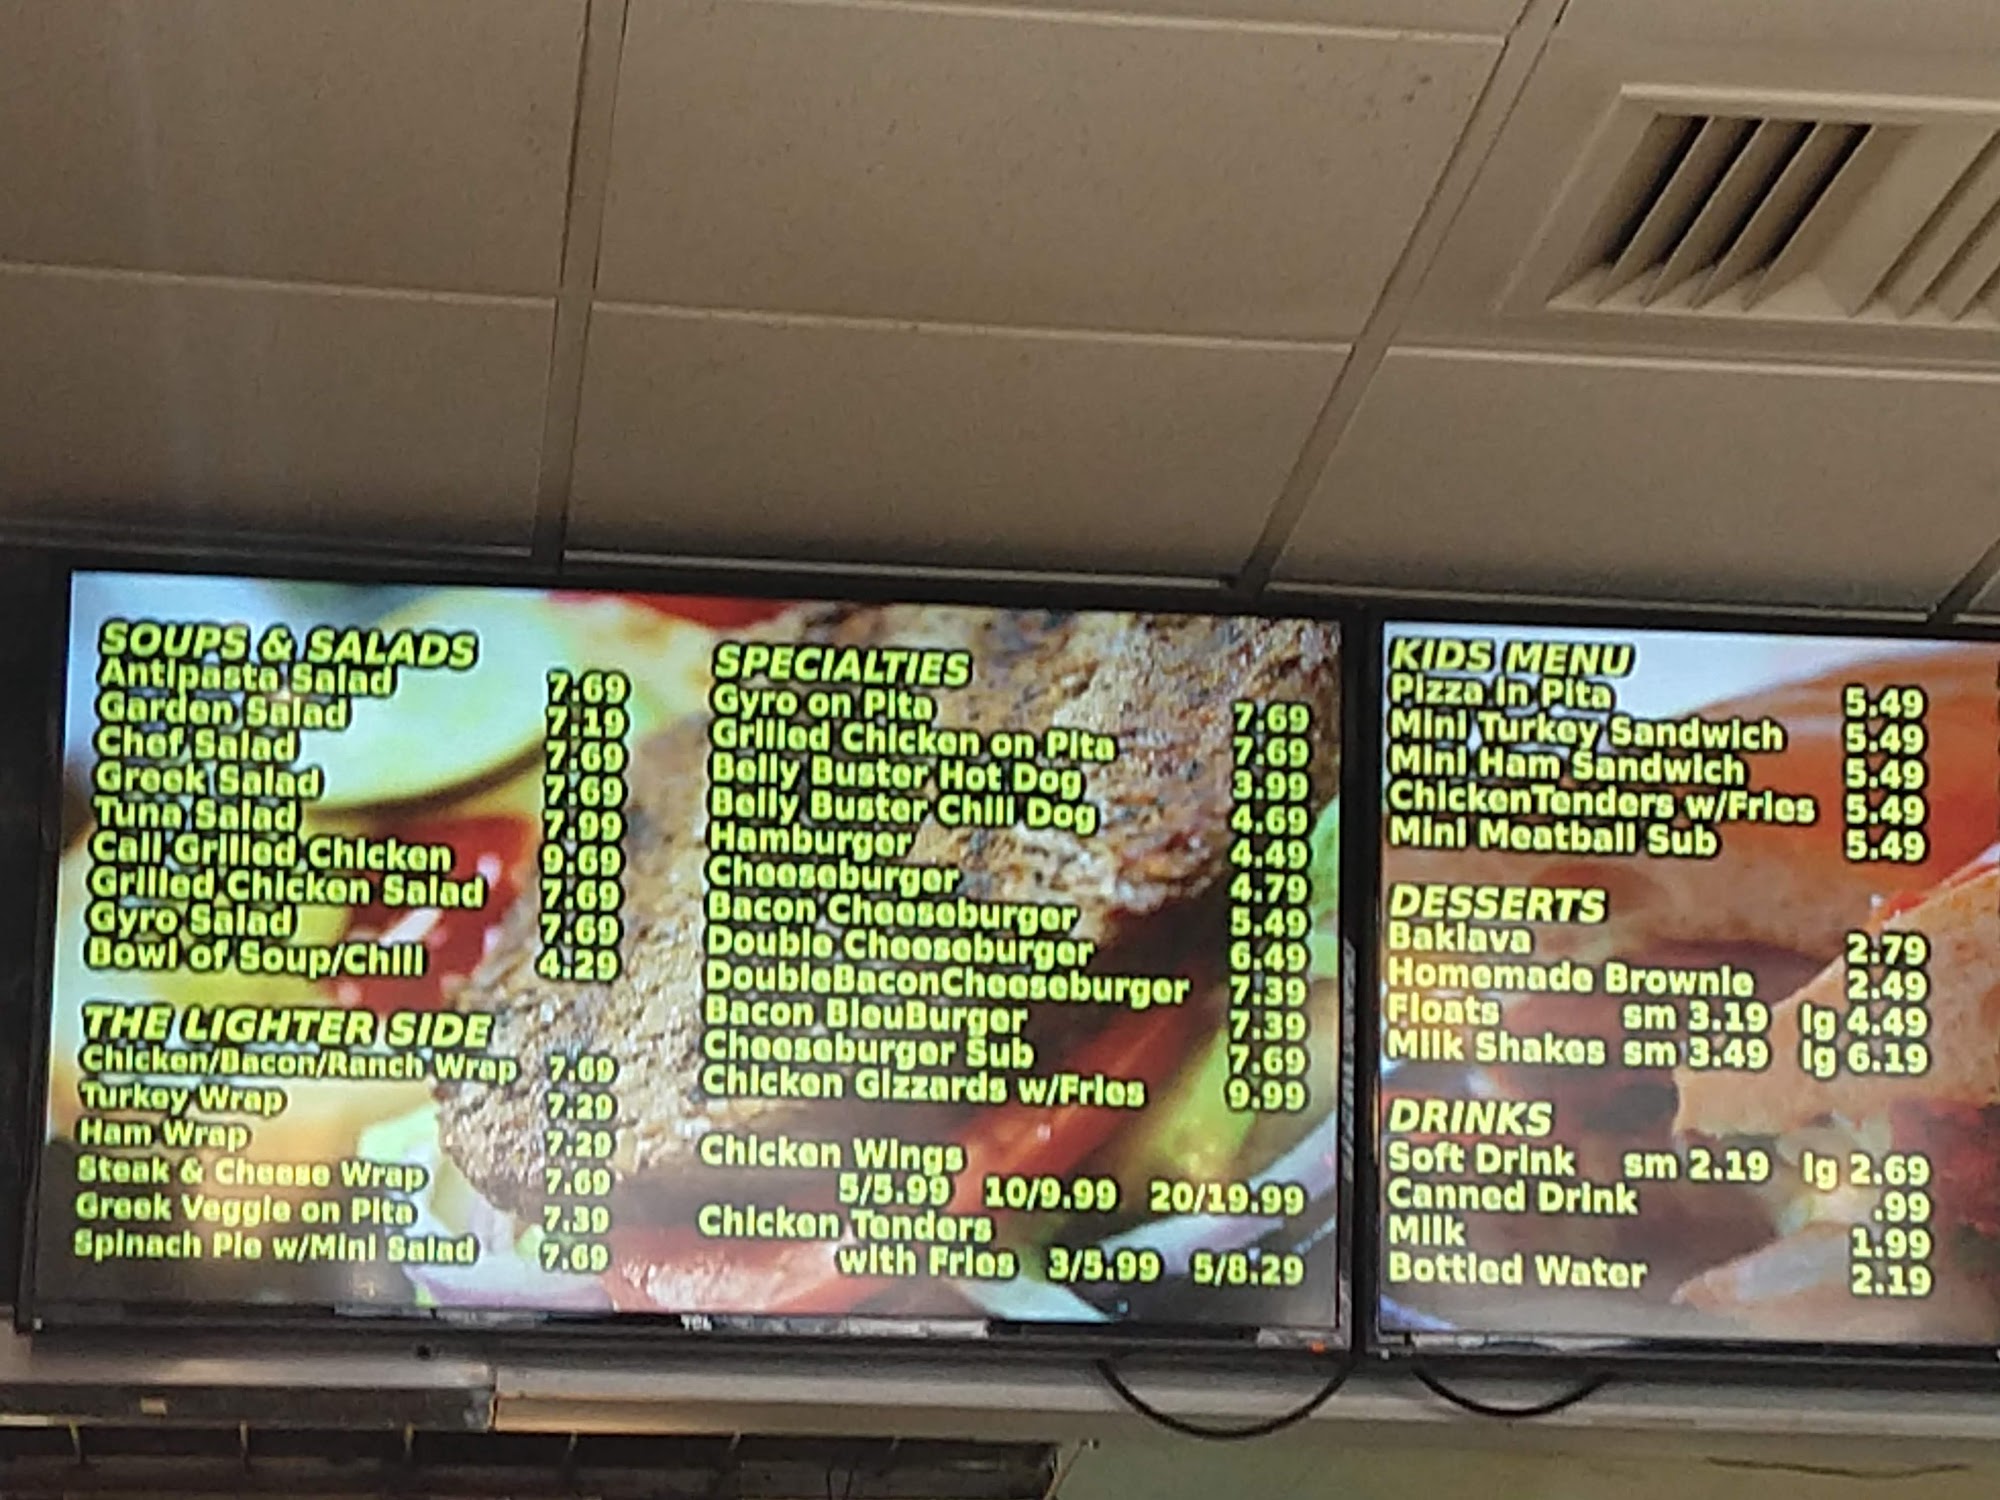 SOUPS & SALADS
Antipasta Salad 7.69
Garden Salad 7.19
Chef Salad 7.69
Greek Salad 7.69
Tuna Salad 7.99
Cali Grilled Chicken 9.69
Grilled Chicken Salad 7.69
Gyro Salad 7.69
Bowl of Soup/Chili 4.29
THE LIGHTER SIDE
Chicken/Bacon/Ranch Wrap 7.69
Turkey Wrap 7.29
Ham Wrap 7.29
Steak & Cheese Wrap 7.69
Greek Veggie on Pita 7.39
Spinach Pie w/Mini Salad 7.69
SPECIALTIES
Gyro on Pita 7.69
Grilled Chicken on Pita 7.69
Belly Buster Hot Dog 3.99
Belly Buster Chili Dog 4.69
Hamburger 4.49
Cheeseburger 4.79
Bacon Cheeseburger 5.49
Double Cheeseburger 6.49
DoubleBaconCheeseburger 7.39
Bacon BleuBurger 7.39
Cheeseburger Sub 7.69
Chicken Gizzards w/Fries 9.99
Chicken Wings
5/5.99 10/9.99 20/19.99
Chicken Tenders
with Fries 3/5.99 5/8.29
TCL
KIDS MENU
Pizza in Pita 5.49
Mini Turkey Sandwich 5.49
Mini Ham Sandwich 5.49
ChickenTenders w/Fries 5.49
Mini Meatball Sub 5.49
DESSERTS
Baklava 2.79
Homemade Brownie 2.49
Floats sm 3.19 lg 4.49
Milk Shakes sm 3.49 lg 6.19
DRINKS
Soft Drink sm 2.19 lg 2.69
Canned Drink .99
Milk 1.99
Bottled Water 2.19